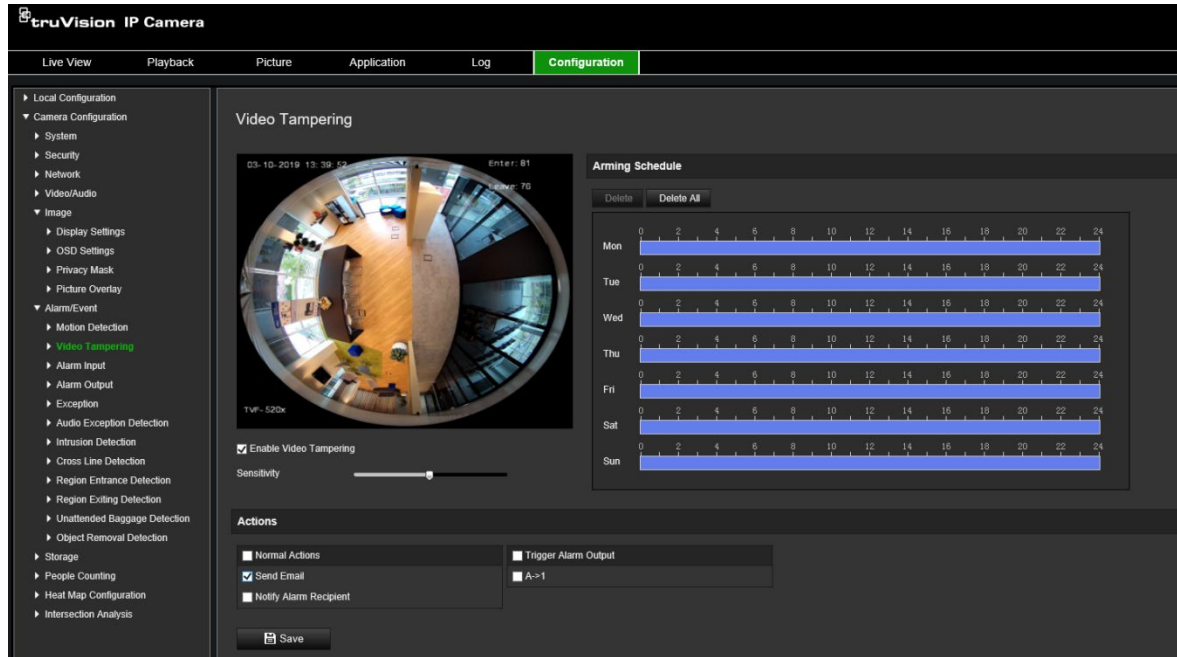 truVision IP Camera
Live View Playback Picture Application Log Configuration
Local Configuration
Camera Configuration
System
Security
Network
Video/Audio
Image
Display Settings
OSD Settings
Privacy Mask
Picture Overlay
Alarm/Event
Motion Detection
Video Tampering
Alarm Input
Alarm Output
Exception
Audio Exception Detection
Intrusion Detection
Cross Line Detection
Region Entrance Detection
Region Exiting Detection
Unattended Baggage Detection
Object Removal Detection
Storage
People Counting
Heat Map Configuration
Intersection Analysis
Video Tampering
03-10-2019 13:39:52
Enter: 81
Leave: 70
TVF-520x
Enable Video Tampering
Sensitivity
Arming Schedule
Delete Delete All
0 2 4 6 8 10 12 14 16 18 20 22 24
Mon
0 2 4 6 8 10 12 14 16 18 20 22 24
Tue
0 2 4 6 8 10 12 14 16 18 20 22 24
Wed
0 2 4 6 8 10 12 14 16 18 20 22 24
Thu
0 2 4 6 8 10 12 14 16 18 20 22 24
Fri
0 2 4 6 8 10 12 14 16 18 20 22 24
Sat
0 2 4 6 8 10 12 14 16 18 20 22 24
Sun
Actions
Normal Actions Trigger Alarm Output
Send Email A->1
Notify Alarm Recipient
Save